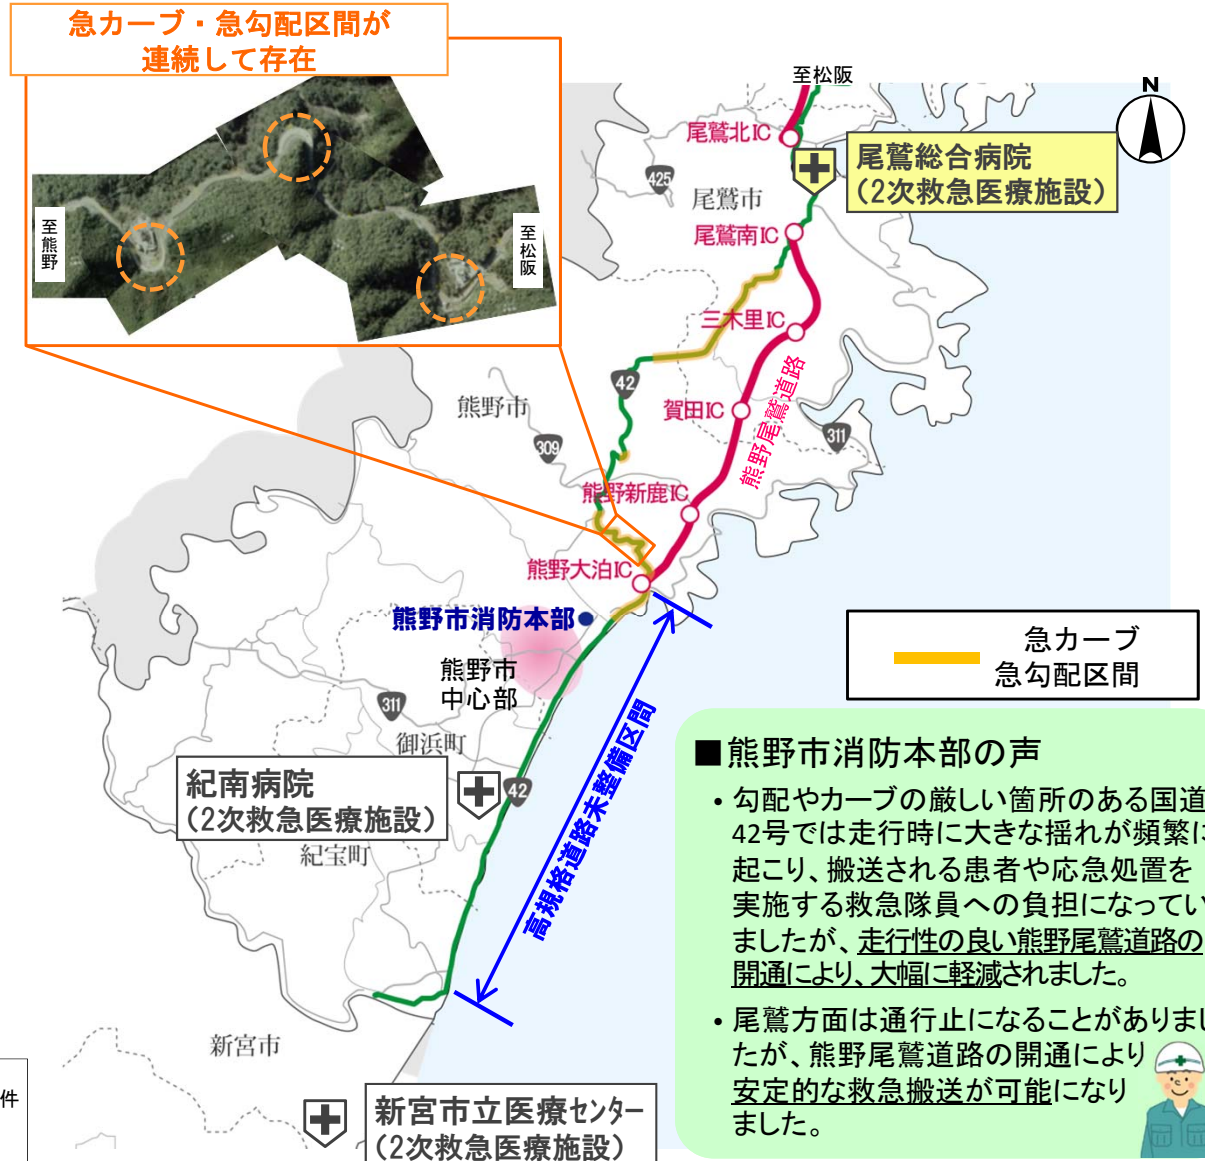 急カーブ・急勾配区間が
連続して存在
至熊野
至松阪
至松阪
N
尾鷲北IC
尾鷲総合病院
(2次救急医療施設)
425
尾鷲市
尾鷲南IC
三木里IC
42
賀田IC
熊野尾鷲道路
311
熊野市
309
熊野新鹿IC
熊野大泊IC
熊野市消防本部
熊野市
中心部
311
御浜町
紀南病院
(2次救急医療施設)
42
紀宝町
高規格道路未整備区間
新宮市
件
新宮市立医療センター
(2次救急医療施設)
急カーブ
急勾配区間
■熊野市消防本部の声
・勾配やカーブの厳しい箇所のある国道
42号では走行時に大きな揺れが頻繁に
起こり、搬送される患者や応急処置を
実施する救急隊員への負担になってい
ましたが、走行性の良い熊野尾鷲道路の
開通により、大幅に軽減されました。
・尾鷲方面は通行止になることがありまし
たが、熊野尾鷲道路の開通により
安定的な救急搬送が可能になり
ました。